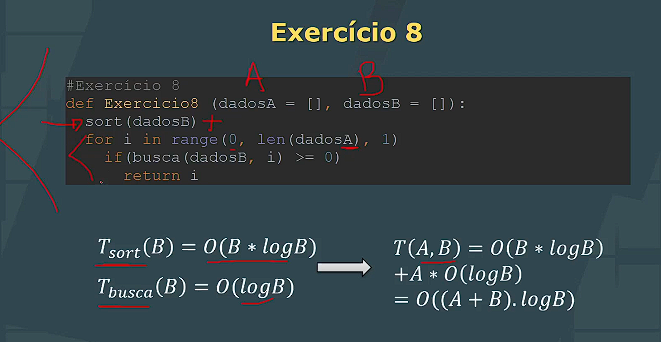 Exercício 8
A B
#Exercício 8
def Exercicio8 (dadosA = [], dadosB = []):
sort(dadosB) +
for i in range(0, len(dadosA), 1)
if(busca(dadosB, i) >= 0)
return i
T_sort(B) = O(B * logB)
T_busca(B) = O(logB)
T(A, B) = O(B * logB)
+A * O(logB)
= O((A + B).logB)